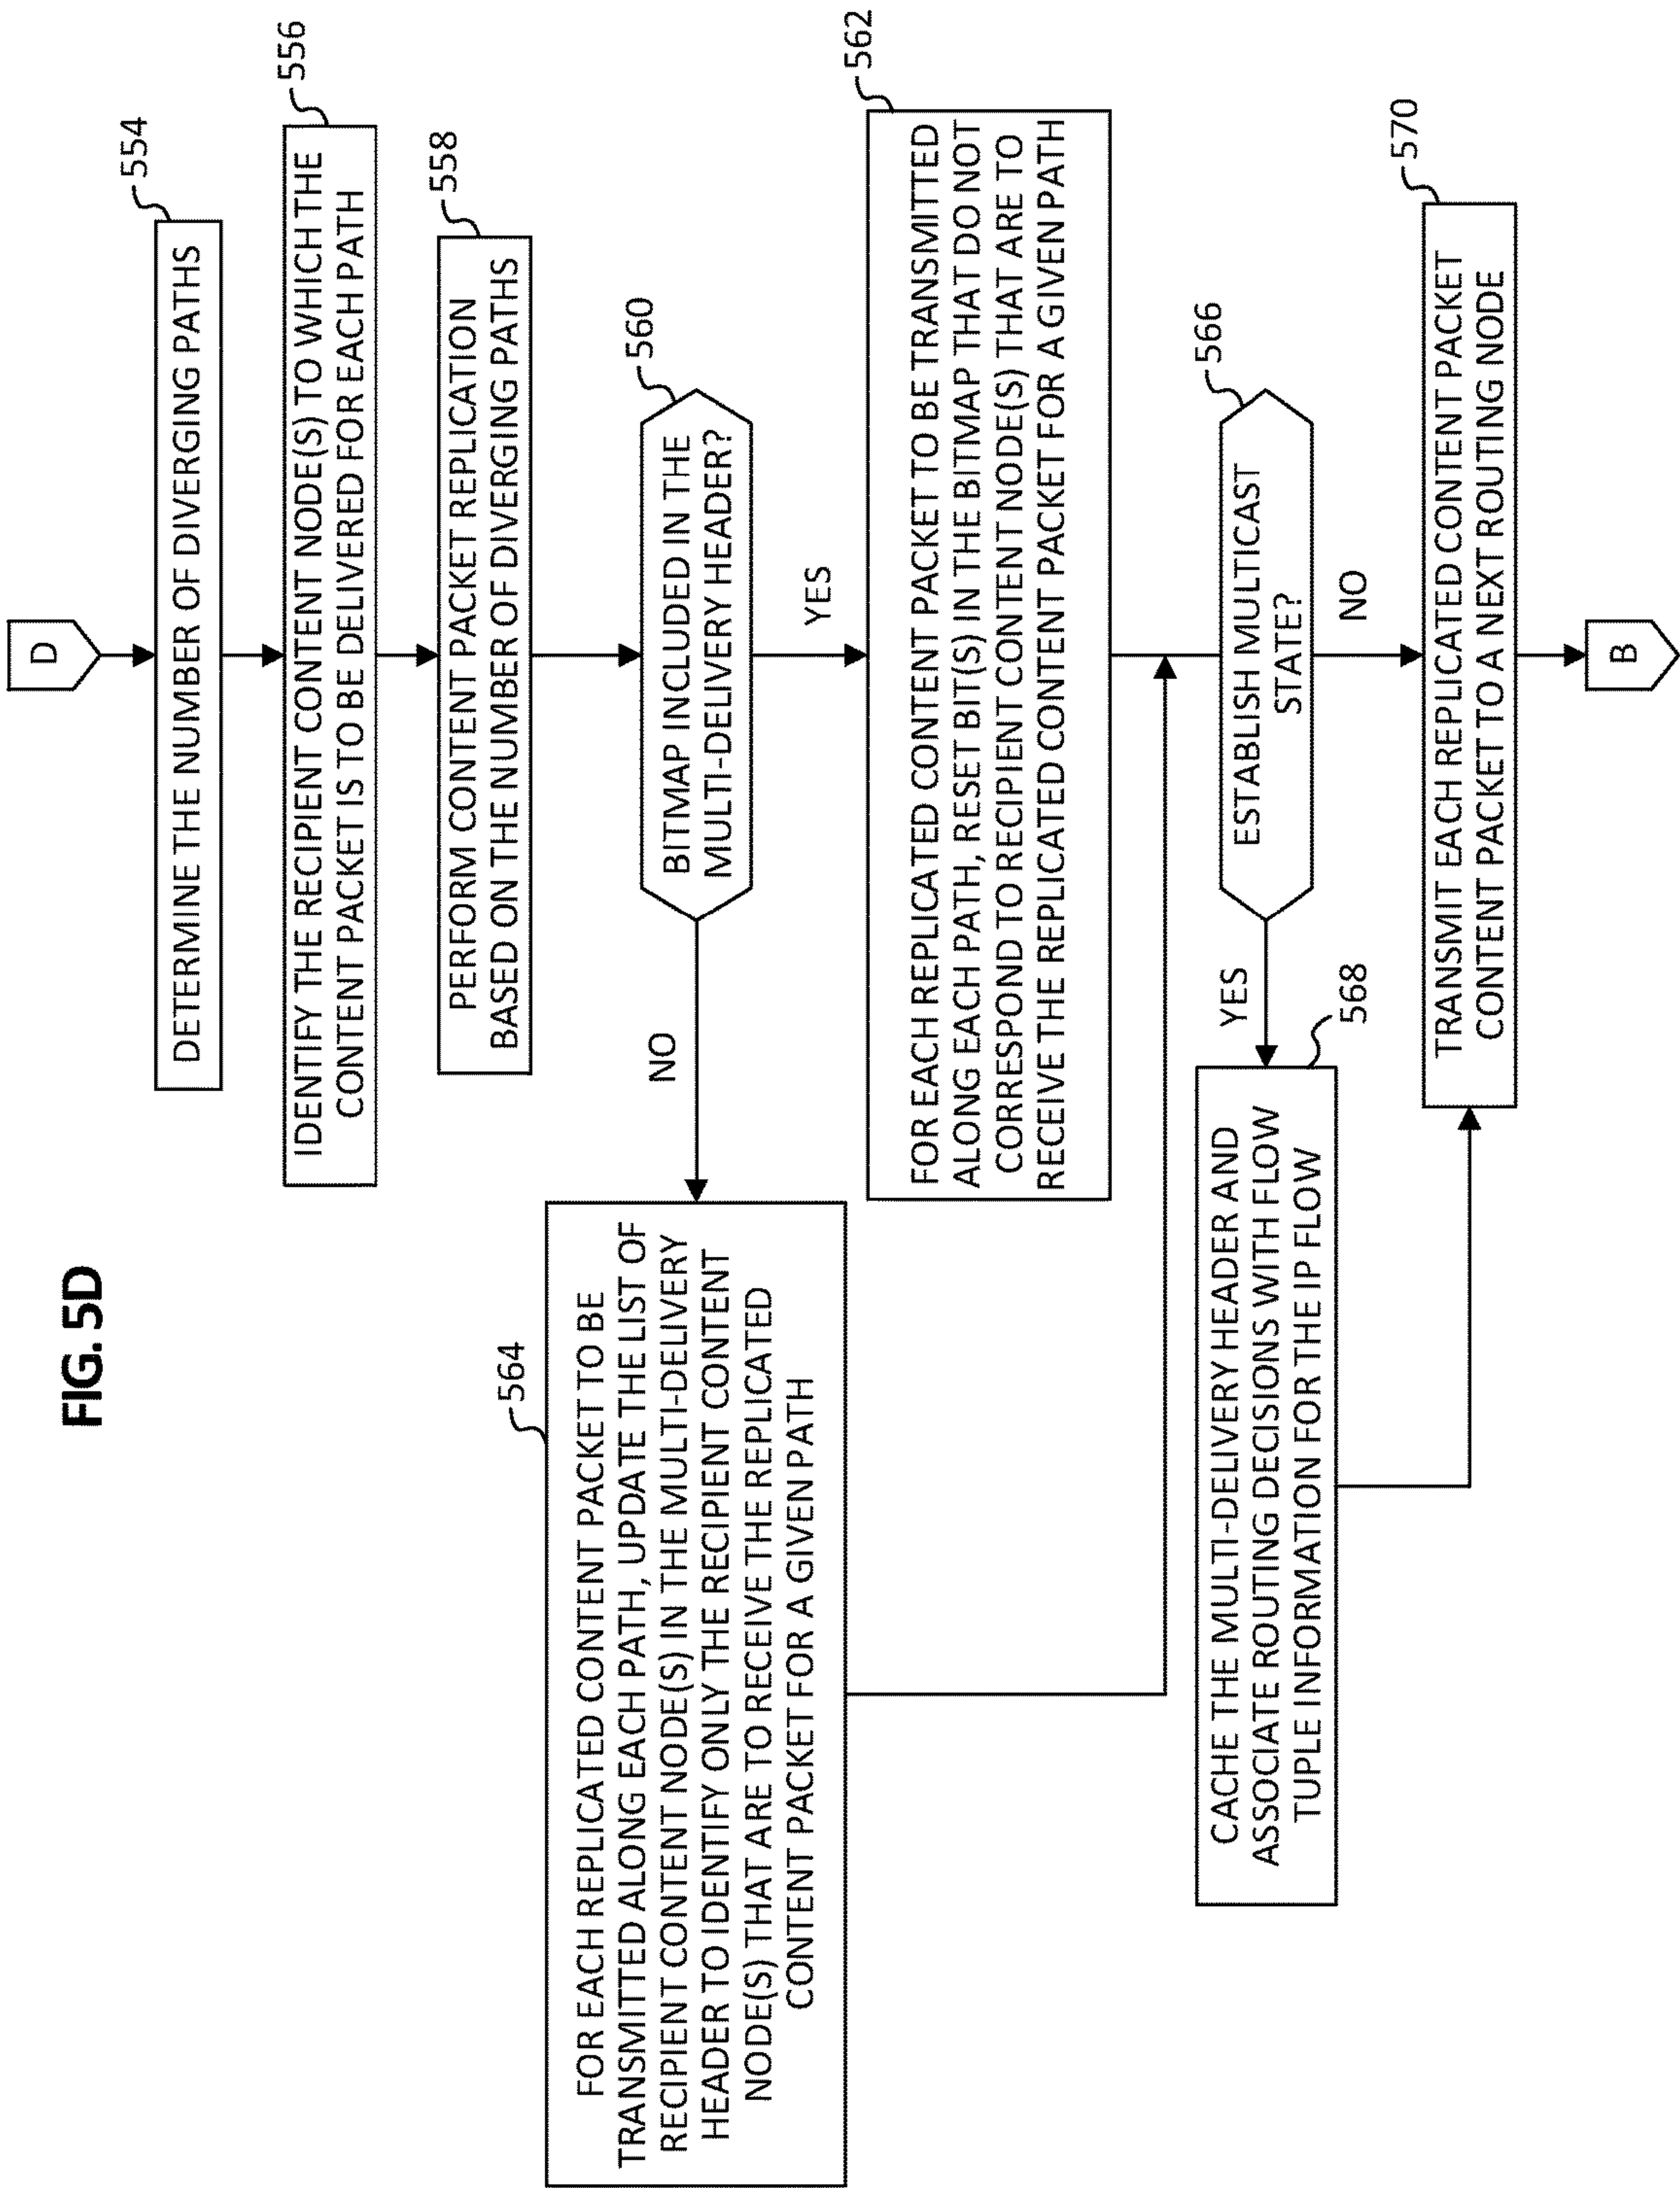 FIG. 5D
D
554
DETERMINE THE NUMBER OF DIVERGING PATHS
556
IDENTIFY THE RECIPIENT CONTENT NODE(S) TO WHICH THE
CONTENT PACKET IS TO BE DELIVERED FOR EACH PATH
558
PERFORM CONTENT PACKET REPLICATION
BASED ON THE NUMBER OF DIVERGING PATHS
560
BITMAP INCLUDED IN THE
MULTI-DELIVERY HEADER?
NO
YES
564
FOR EACH REPLICATED CONTENT PACKET TO BE
TRANSMITTED ALONG EACH PATH, UPDATE THE LIST OF
RECIPIENT CONTENT NODE(S) IN THE MULTI-DELIVERY
HEADER TO IDENTIFY ONLY THE RECIPIENT CONTENT
NODE(S) THAT ARE TO RECEIVE THE REPLICATED
CONTENT PACKET FOR A GIVEN PATH
562
FOR EACH REPLICATED CONTENT PACKET TO BE TRANSMITTED
ALONG EACH PATH, RESET BIT(S) IN THE BITMAP THAT DO NOT
CORRESPOND TO RECIPIENT CONTENT NODE(S) THAT ARE TO
RECEIVE THE REPLICATED CONTENT PACKET FOR A GIVEN PATH
566
ESTABLISH MULTICAST
STATE?
YES
NO
568
CACHE THE MULTI-DELIVERY HEADER AND
ASSOCIATE ROUTING DECISIONS WITH FLOW
TUPLE INFORMATION FOR THE IP FLOW
570
TRANSMIT EACH REPLICATED CONTENT PACKET
CONTENT PACKET TO A NEXT ROUTING NODE
B